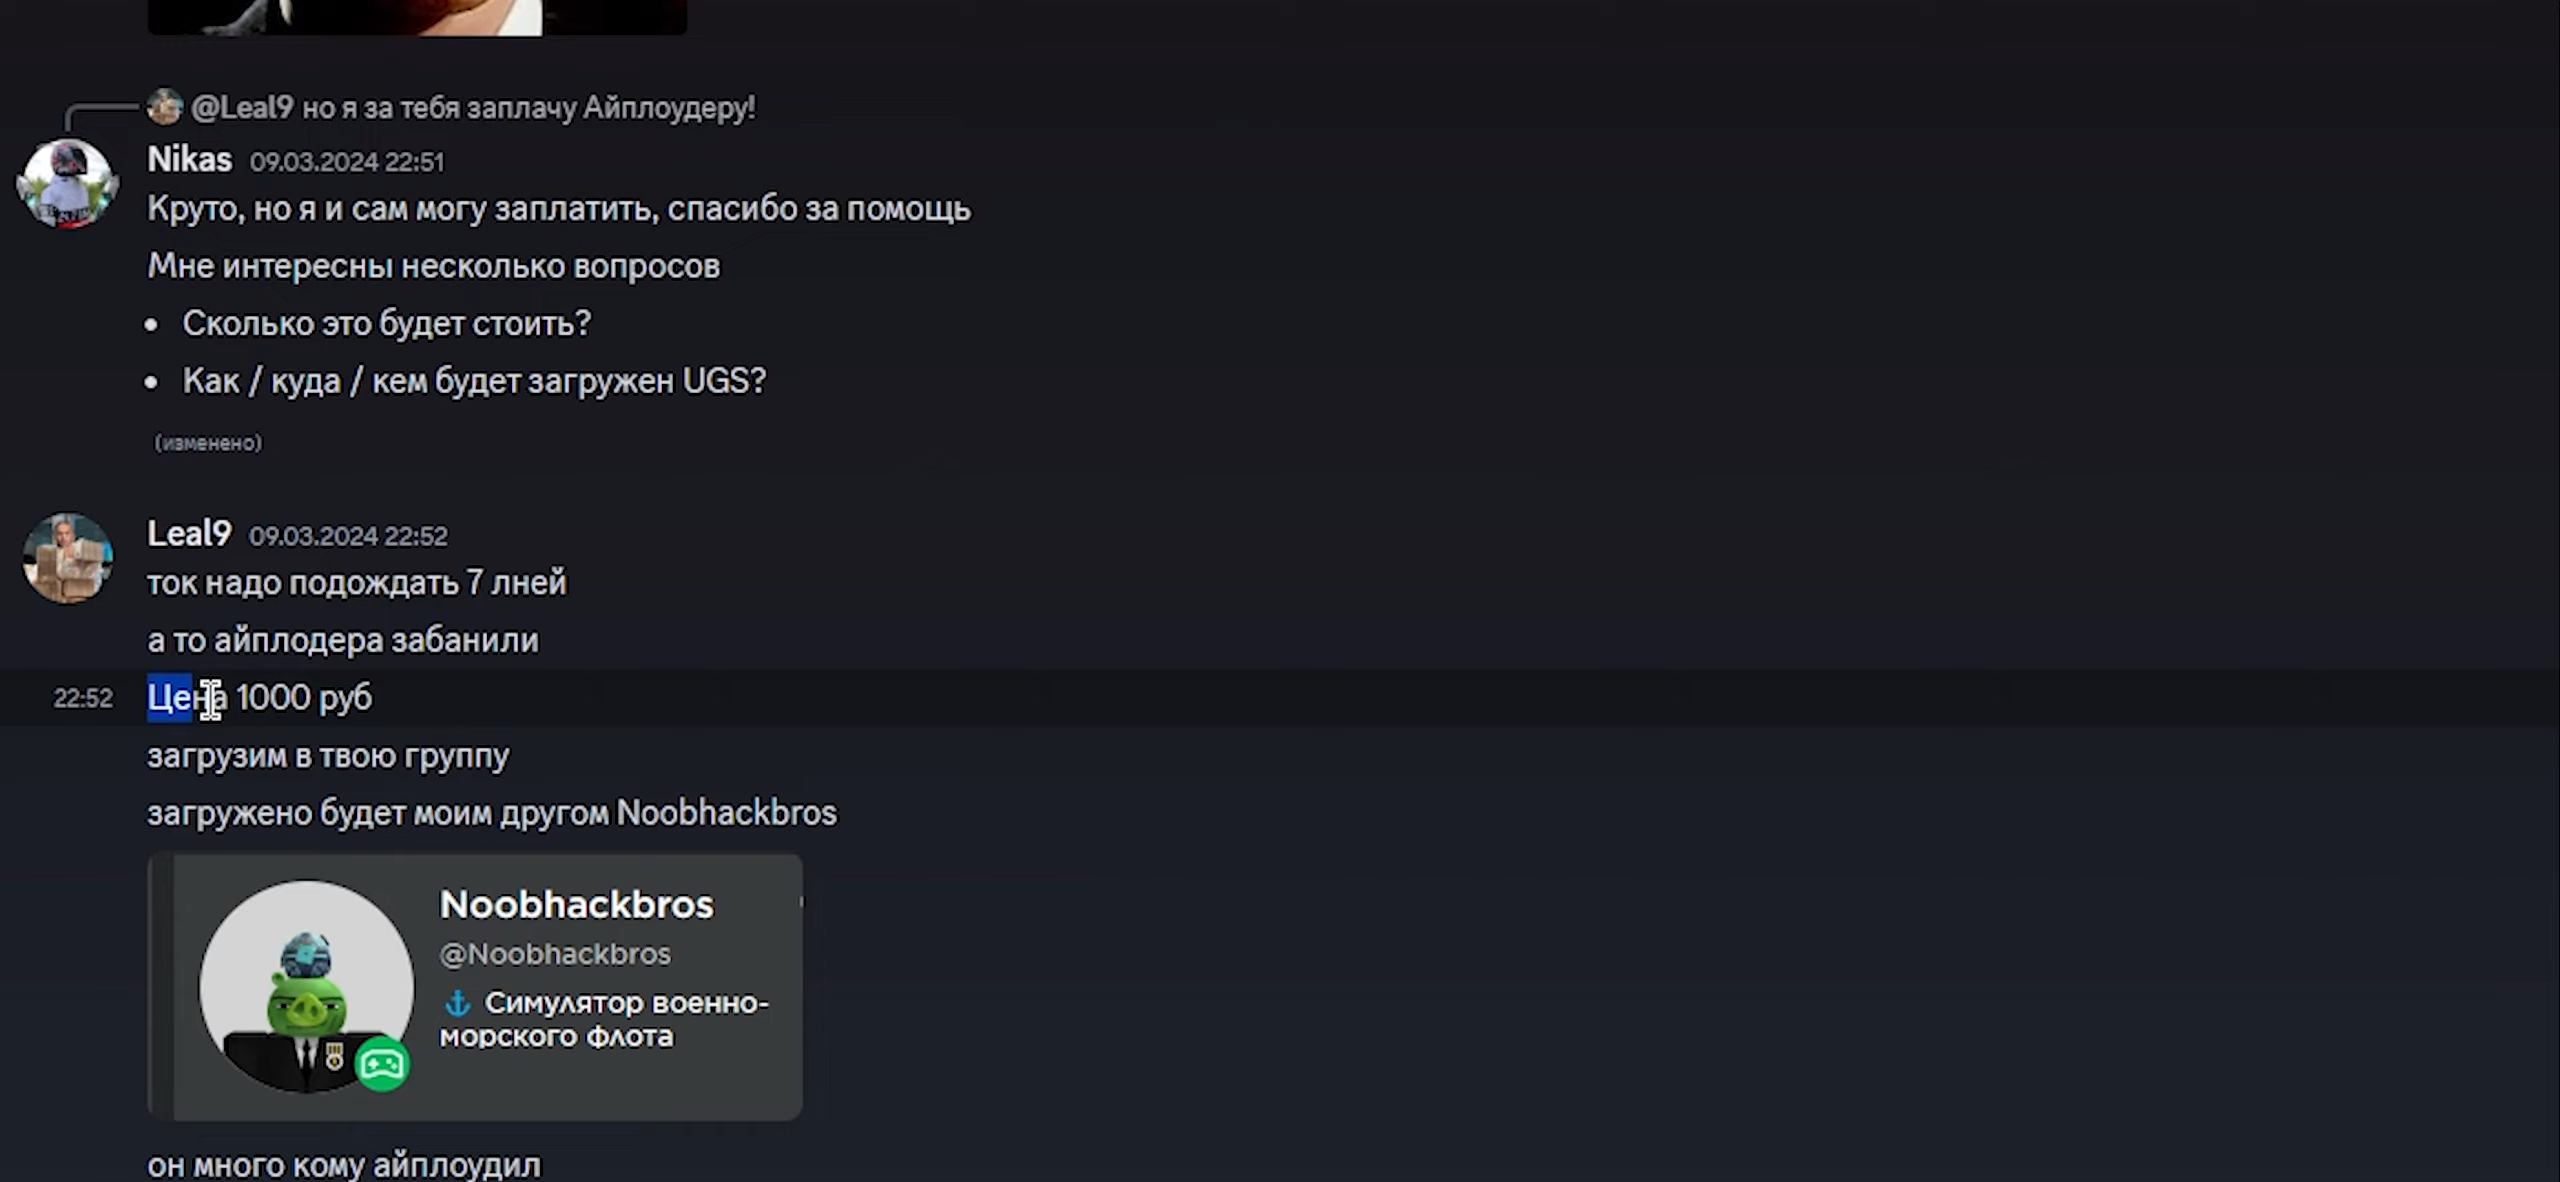 @Leal9 но я за тебя заплачу Айплоудеру!
Nikas 09.03.2024 22:51
Круто, но я и сам могу заплатить, спасибо за помощь
Мне интересны несколько вопросов
• Сколько это будет стоить?
• Как / куда / кем будет загружен UGS?
(изменено)
Leal9 09.03.2024 22:52
ток надо подождать 7 лней
а то айплодера забанили
22:52 Цена 1000 руб
загрузим в твою группу
загружено будет моим другом Noobhackbros
Noobhackbros
@Noobhackbros
⚓ Симулятор военно-
морского флота
он много кому айплоудил